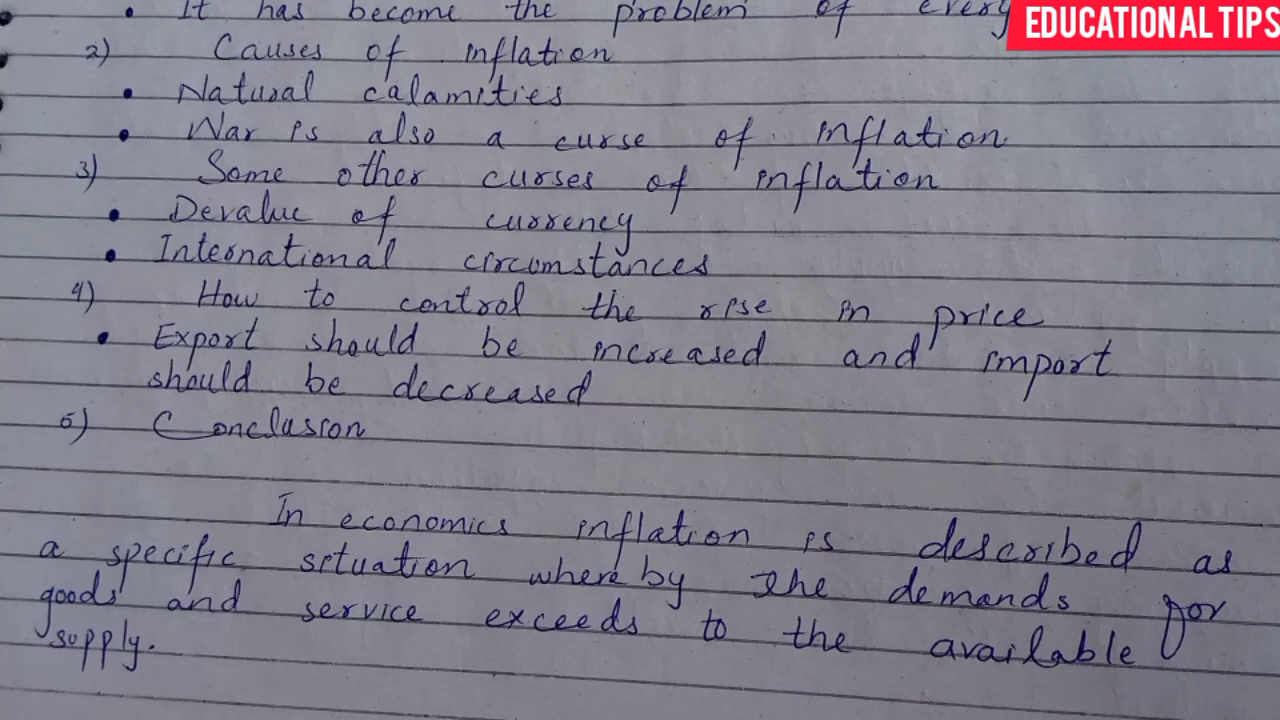 • It has become the problem of every
EDUCATIONAL TIPS
2) Causes of inflation
• Natural calamities
• War is also a curse of inflation
3) Some other curses of inflation
• Devalue of currency
• International circumstances
4) How to control the rise in price
• Export should be increased and import
should be decreased
5) Conclusion
In economics inflation is described as
a specific situation whereby the demands for
goods and service exceeds to the available
supply.